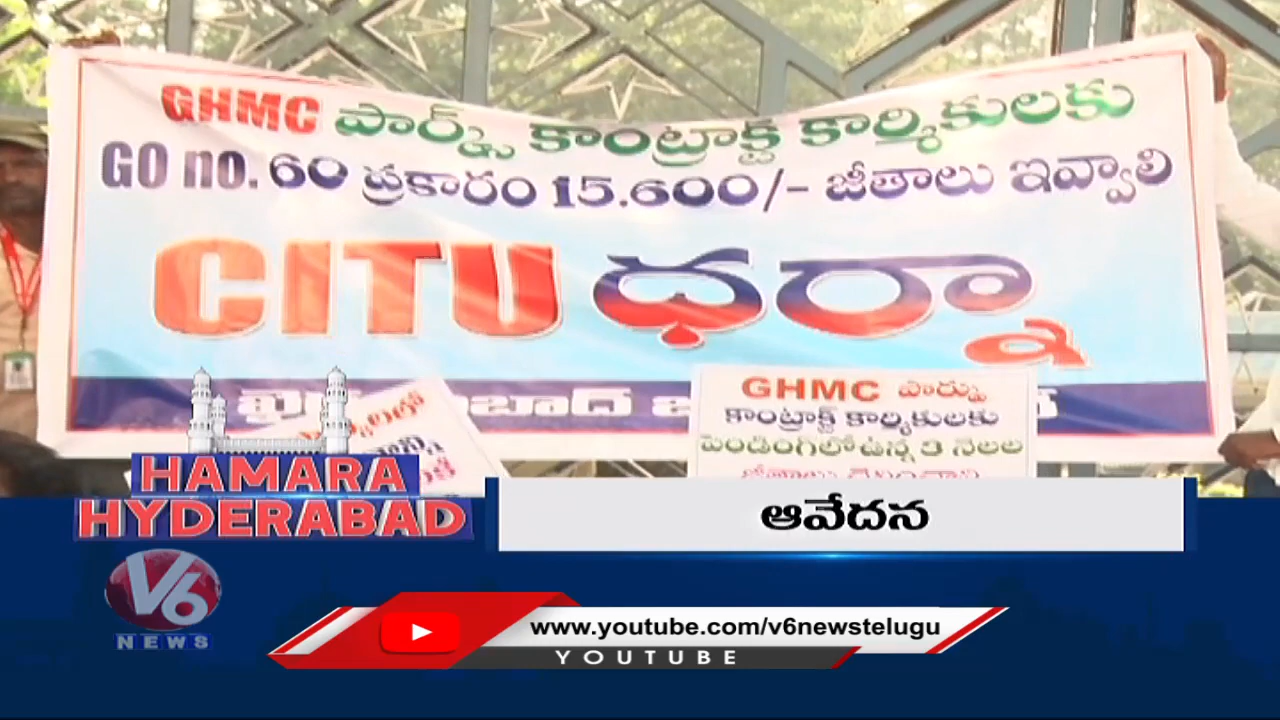 GHMC పార్క్స్ కాంట్రాక్ట్ కార్మికులకు
GO no. 60 ప్రకారం 15.600/- జీతాలు ఇవ్వాలి
CITU ధర్నా
GHMC పార్కు
కాంట్రాక్ట్ కార్మికులకు
పెండింగ్‌లో ఉన్న 3 నెలల
HAMARA
HYDERABAD
ఆవేదన
V6
NEWS
www.youtube.com/v6newstelugu
YOUTUBE